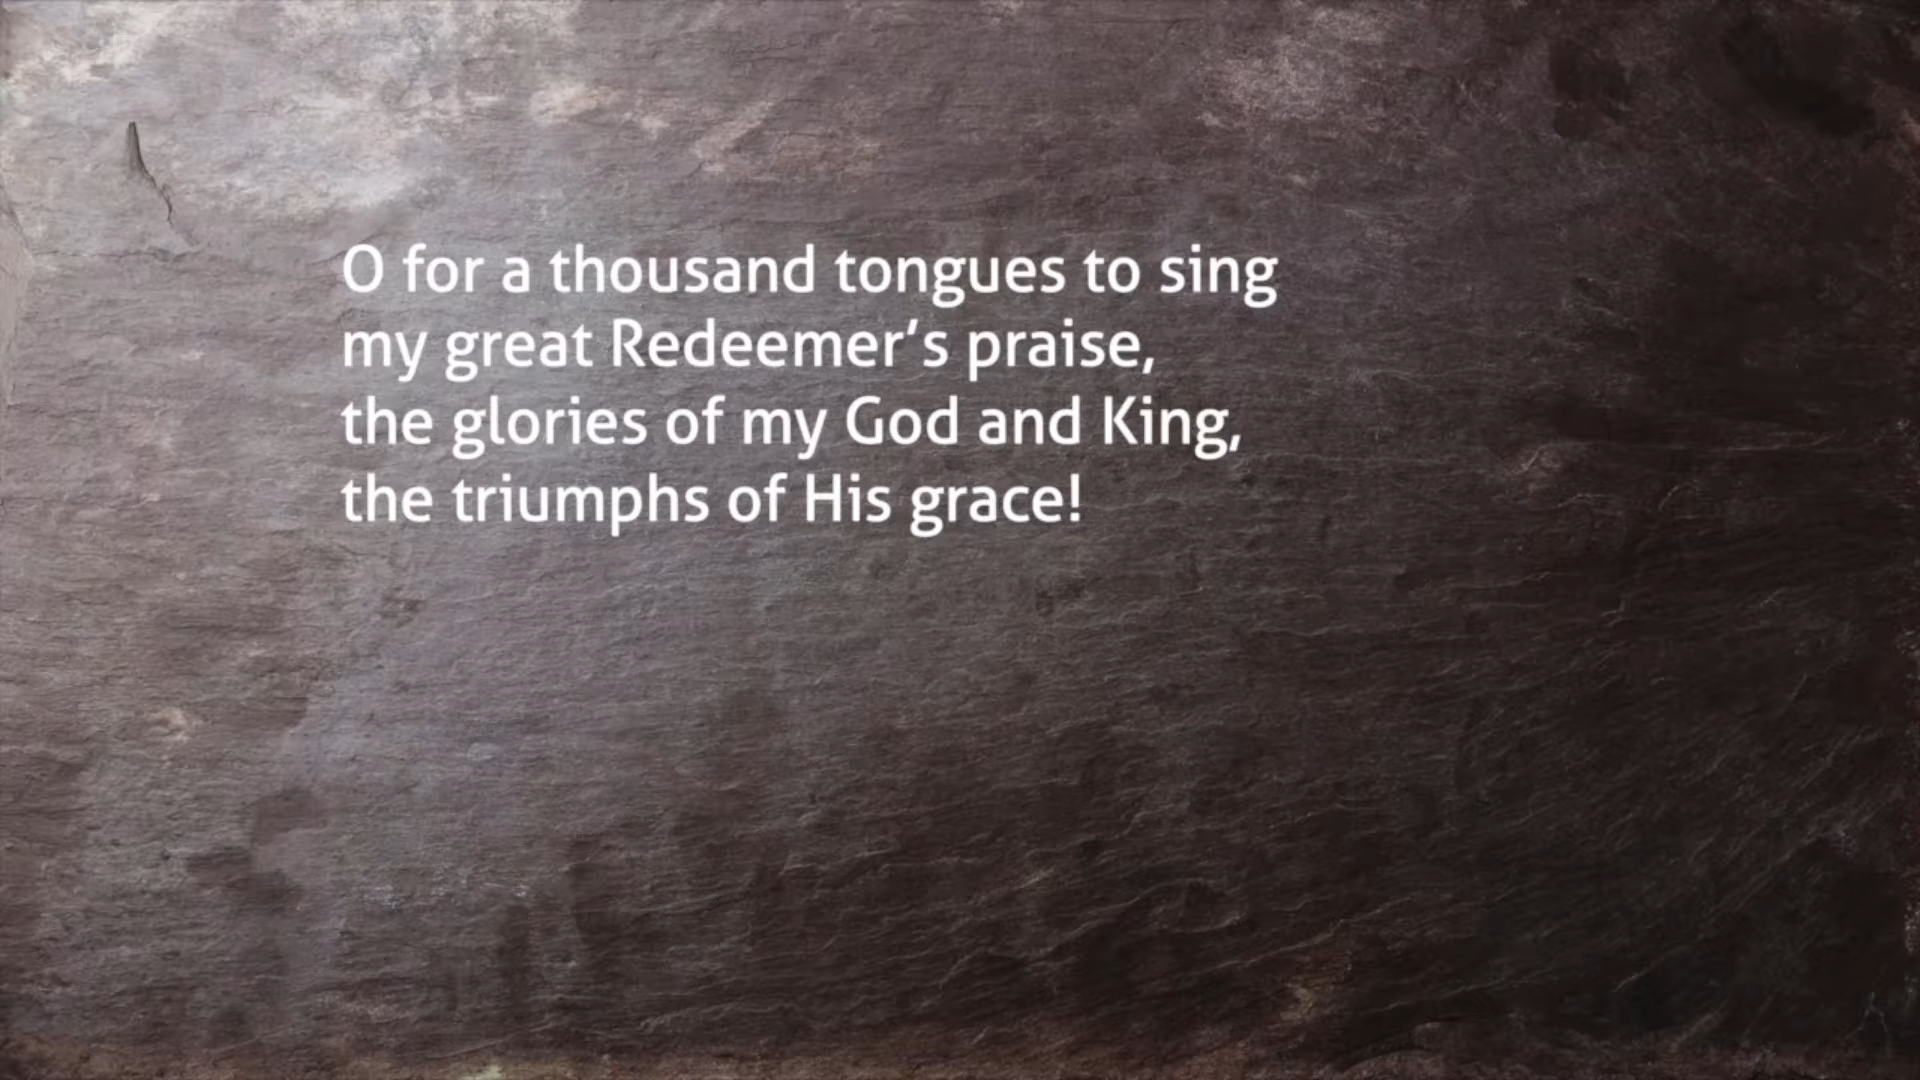 O for a thousand tongues to sing
my great Redeemer’s praise,
the glories of my God and King,
the triumphs of His grace!